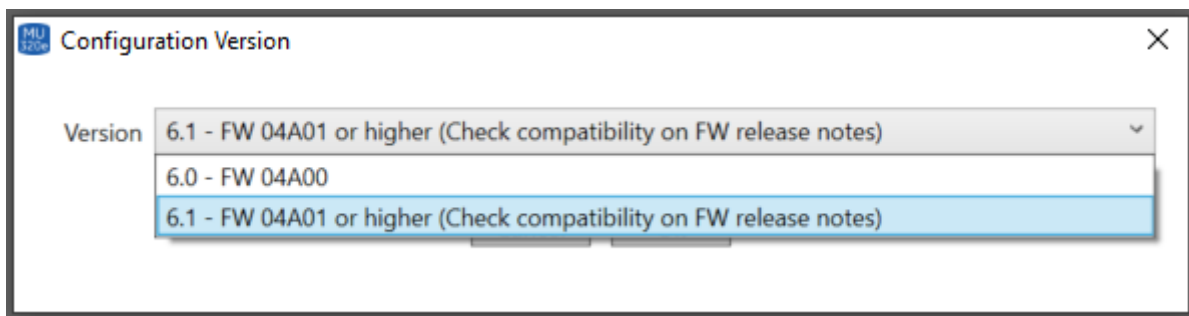 MU
320e
Configuration Version
Version 6.1 - FW 04A01 or higher (Check compatibility on FW release notes)
6.0 - FW 04A00
6.1 - FW 04A01 or higher (Check compatibility on FW release notes)